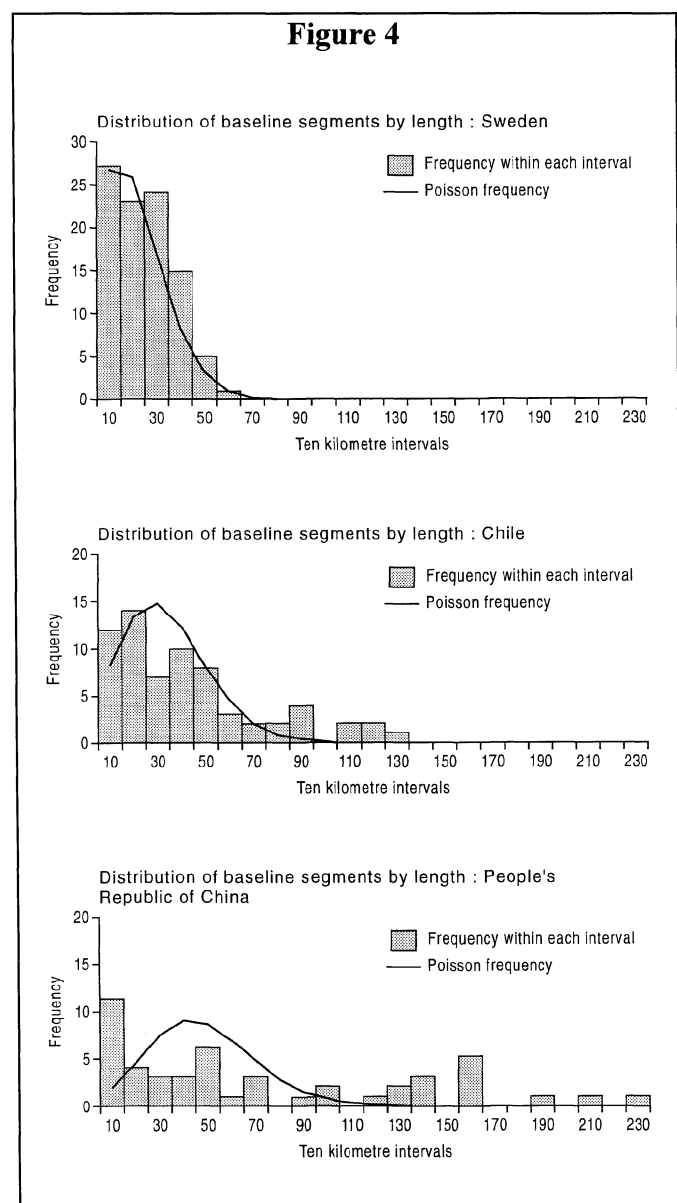 Figure 4
Distribution of baseline segments by length : Sweden
Frequency within each interval
Poisson frequency
Frequency
30
25
20
15
10
5
0
10 30 50 70 90 110 130 150 170 190 210 230
Ten kilometre intervals
Distribution of baseline segments by length : Chile
Frequency within each interval
Poisson frequency
Frequency
20
15
10
5
0
10 30 50 70 90 110 130 150 170 190 210 230
Ten kilometre intervals
Distribution of baseline segments by length : People's
Republic of China
Frequency within each interval
Poisson frequency
Frequency
20
15
10
5
0
10 30 50 70 90 110 130 150 170 190 210 230
Ten kilometre intervals